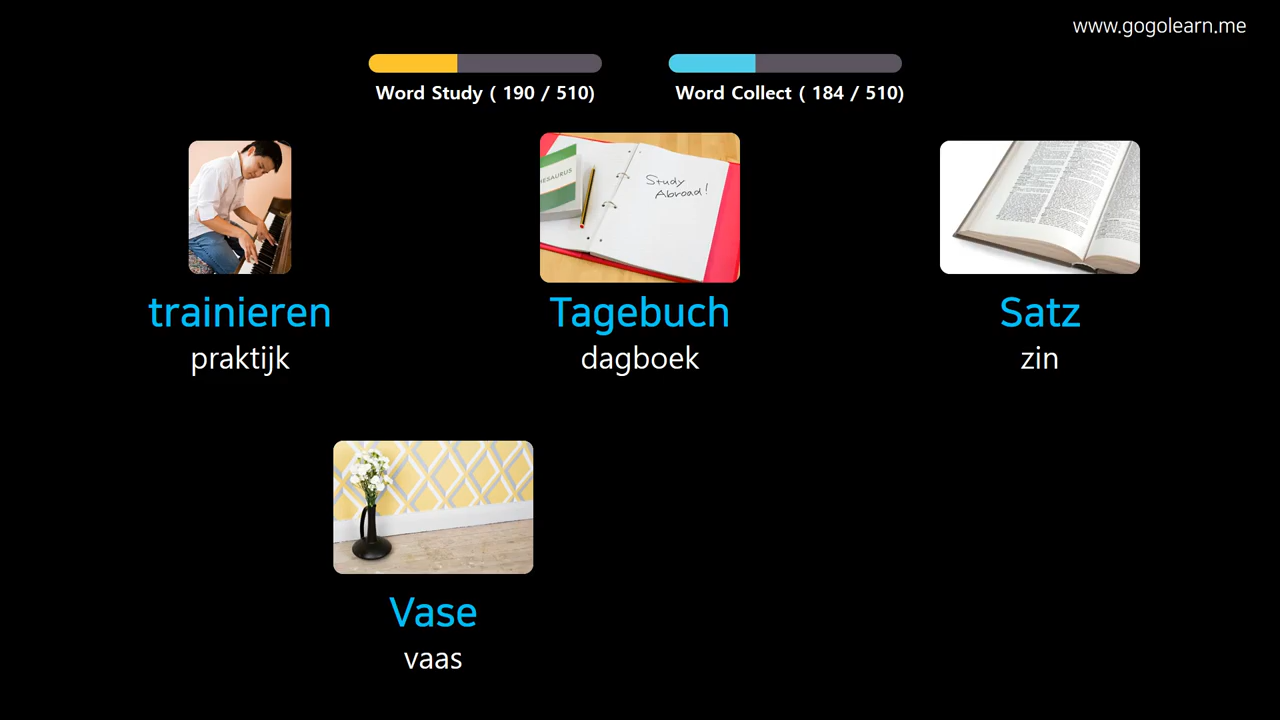 www.gogolearn.me
Word Study ( 190 / 510)
Word Collect ( 184 / 510)
HESAURUS
Study
Abroad!
trainieren
praktijk
Tagebuch
dagboek
Satz
zin
Vase
vaas